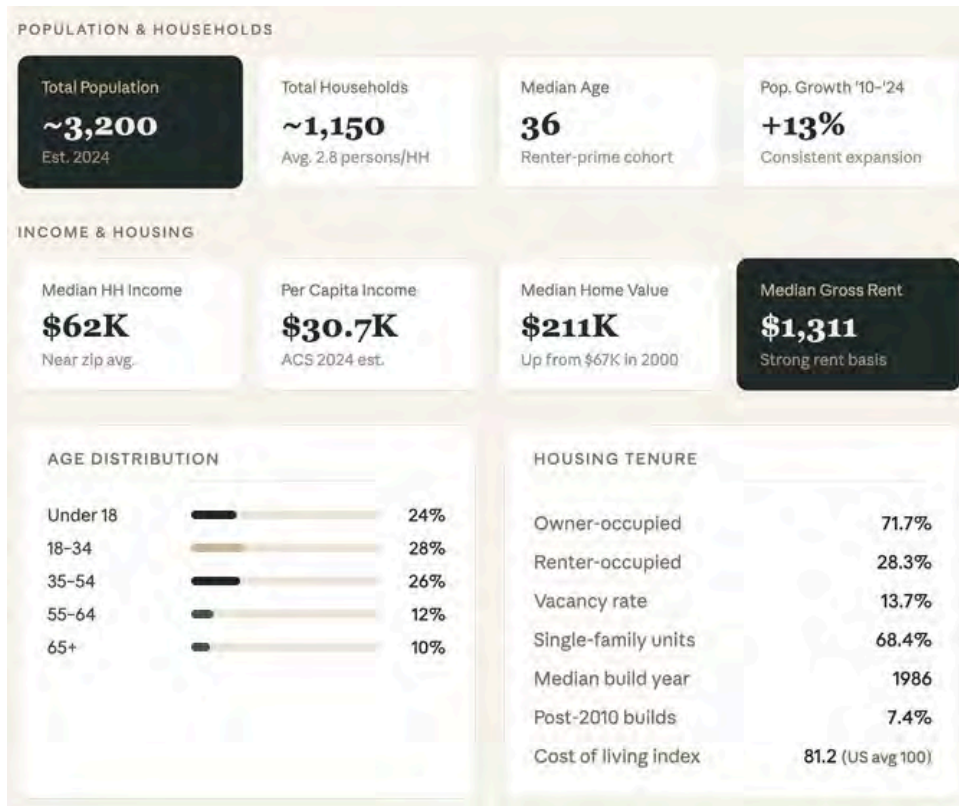 POPULATION & HOUSEHOLDS
Total Population
~3,200
Est. 2024
Total Households
~1,150
Avg. 2.8 persons/HH
Median Age
36
Renter-prime cohort
Pop. Growth '10-'24
+13%
Consistent expansion
INCOME & HOUSING
Median HH Income
$62K
Near zip avg.
Per Capita Income
$30.7K
ACS 2024 est.
Median Home Value
$211K
Up from $67K in 2000
Median Gross Rent
$1,311
Strong rent basis
AGE DISTRIBUTION
Under 18 24%
18-34 28%
35-54 26%
55-64 12%
65+ 10%
HOUSING TENURE
Owner-occupied 71.7%
Renter-occupied 28.3%
Vacancy rate 13.7%
Single-family units 68.4%
Median build year 1986
Post-2010 builds 7.4%
Cost of living index 81.2 (US avg 100)